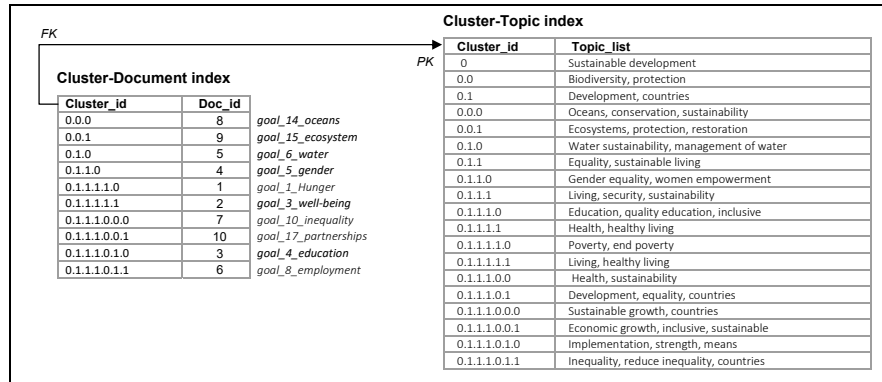 Cluster-Topic index
FK
PK
Cluster_id Topic_list
0 Sustainable development
0.0 Biodiversity, protection
0.1 Development, countries
0.0.0 Oceans, conservation, sustainability
0.0.1 Ecosystems, protection, restoration
0.1.0 Water sustainability, management of water
0.1.1 Equality, sustainable living
0.1.1.0 Gender equality, women empowerment
0.1.1.1 Living, security, sustainability
0.1.1.1.0 Education, quality education, inclusive
0.1.1.1.1 Health, healthy living
0.1.1.1.1.0 Poverty, end poverty
0.1.1.1.1.1 Living, healthy living
0.1.1.1.0.0 Health, sustainability
0.1.1.1.0.1 Development, equality, countries
0.1.1.1.0.0.0 Sustainable growth, countries
0.1.1.1.0.0.1 Economic growth, inclusive, sustainable
0.1.1.1.0.1.0 Implementation, strength, means
0.1.1.1.0.1.1 Inequality, reduce inequality, countries
Cluster-Document index
Cluster_id Doc_id
0.0.0 8 goal_14_oceans
0.0.1 9 goal_15_ecosystem
0.1.0 5 goal_6_water
0.1.1.0 4 goal_5_gender
0.1.1.1.1.0 1 goal_1_Hunger
0.1.1.1.1.1 2 goal_3_well-being
0.1.1.1.0.0.0 7 goal_10_inequality
0.1.1.1.0.0.1 10 goal_17_partnerships
0.1.1.1.0.1.0 3 goal_4_education
0.1.1.1.0.1.1 6 goal_8_employment